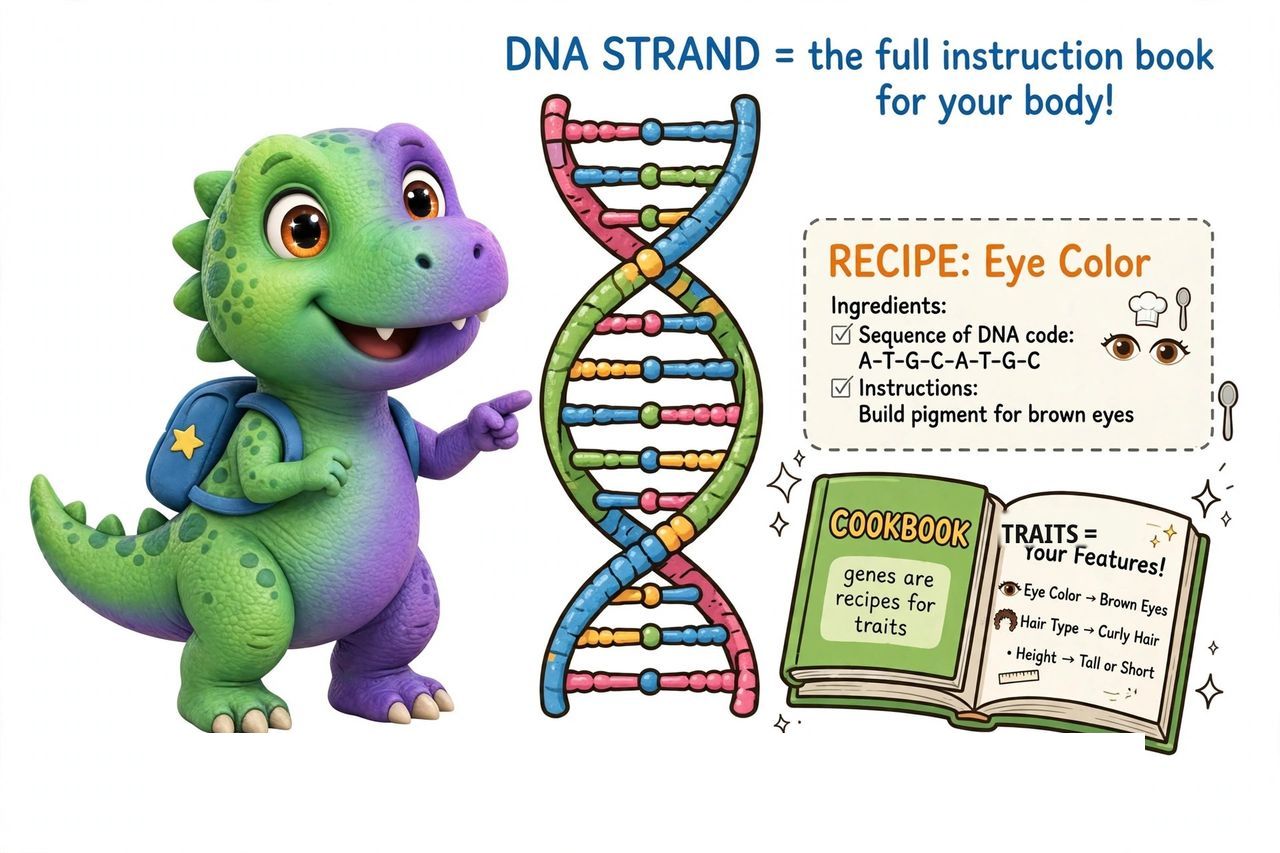 DNA STRAND = the full instruction book
for your body!
RECIPE: Eye Color
Ingredients:
Sequence of DNA code:
A-T-G-C-A-T-G-C
Instructions:
Build pigment for brown eyes
COOKBOOK
genes are
recipes for
traits
TRAITS =
Your Features!
Eye Color → Brown Eyes
Hair Type → Curly Hair
• Height → Tall or Short